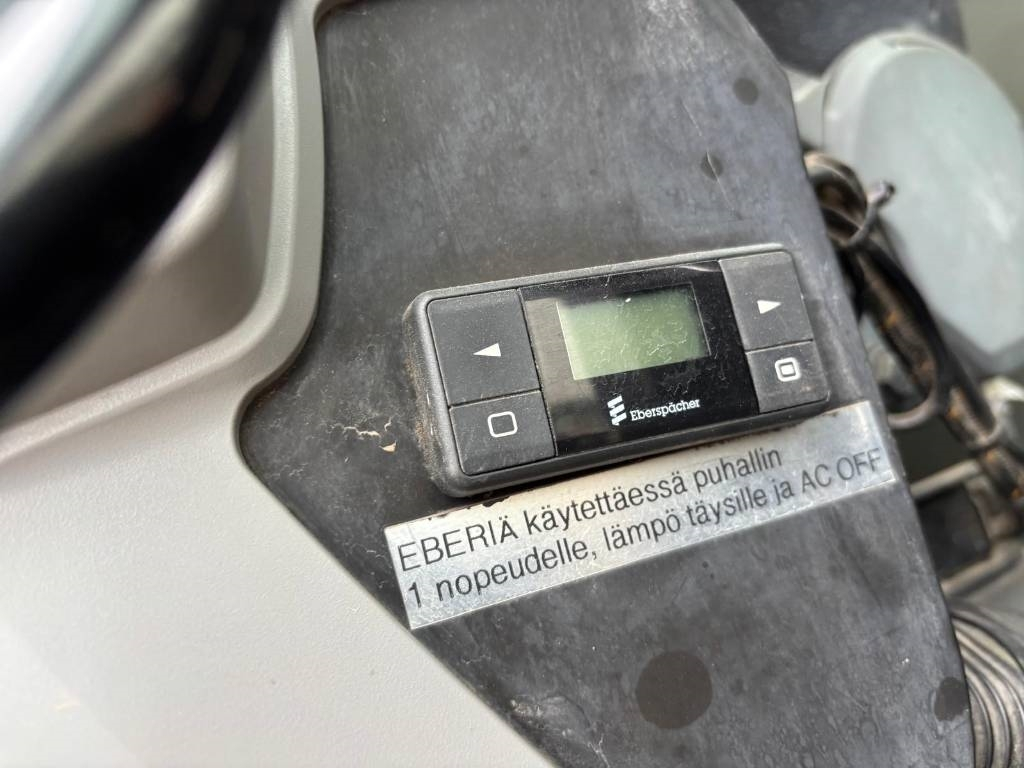 Eberspächer
EBERIÄ käytettäessä puhallin
1 nopeudelle, lämpö täysille ja AC OFF